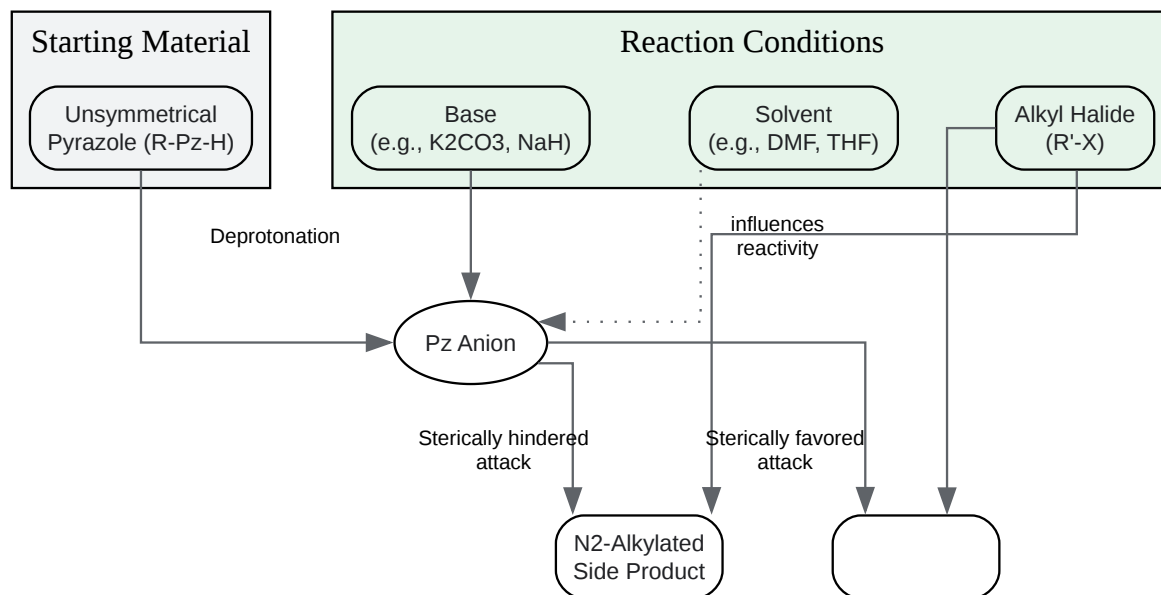 Starting Material
Reaction Conditions
Unsymmetrical
Pyrazole (R-Pz-H)
Base
(e.g., K2CO3, NaH)
Solvent
(e.g., DMF, THF)
Alkyl Halide
(R'-X)
Deprotonation
influences
reactivity
Pz Anion
Sterically hindered
attack
Sterically favored
attack
N2-Alkylated
Side Product